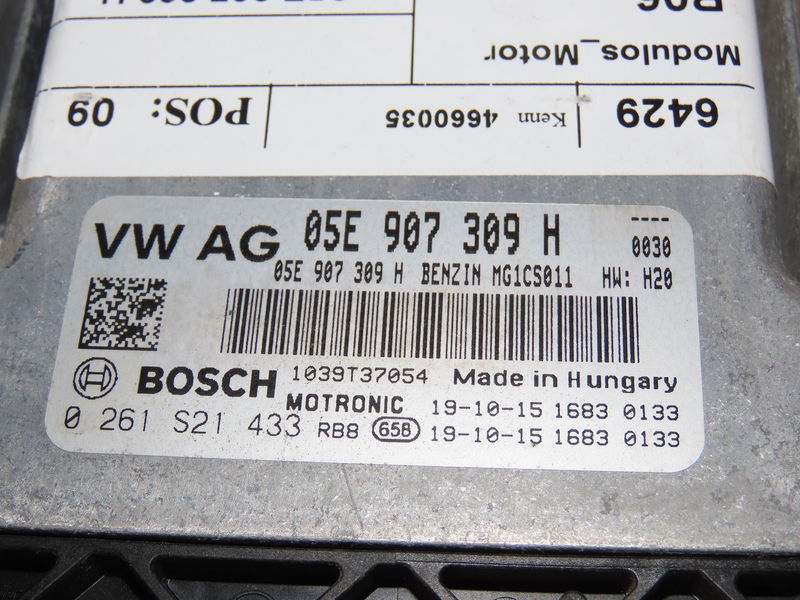 R06
Modulos_Motor
6429
Kenn 4660035
POS: 09
VW AG 05E 907 309 H ----
0030
05E 907 309 H BENZIN MG1CS011 HW: H20
BOSCH 1039T37054 Made in Hungary
MOTRONIC 19-10-15 1683 0133
0 261 S21 433 RB8 65B 19-10-15 1683 0133